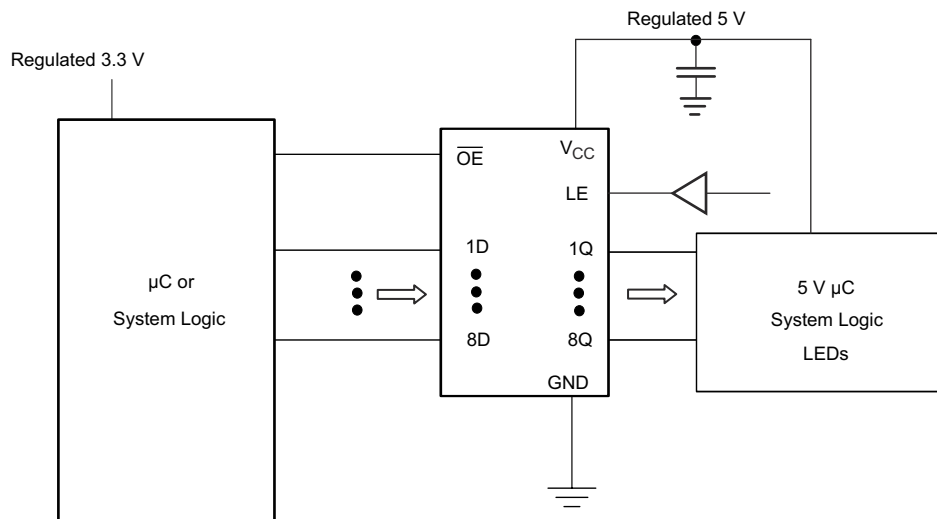 Regulated 5 V
Regulated 3.3 V
OE
VCC
LE
1D
1Q
µC or
System Logic
5 V µC
System Logic
LEDs
8D
8Q
GND